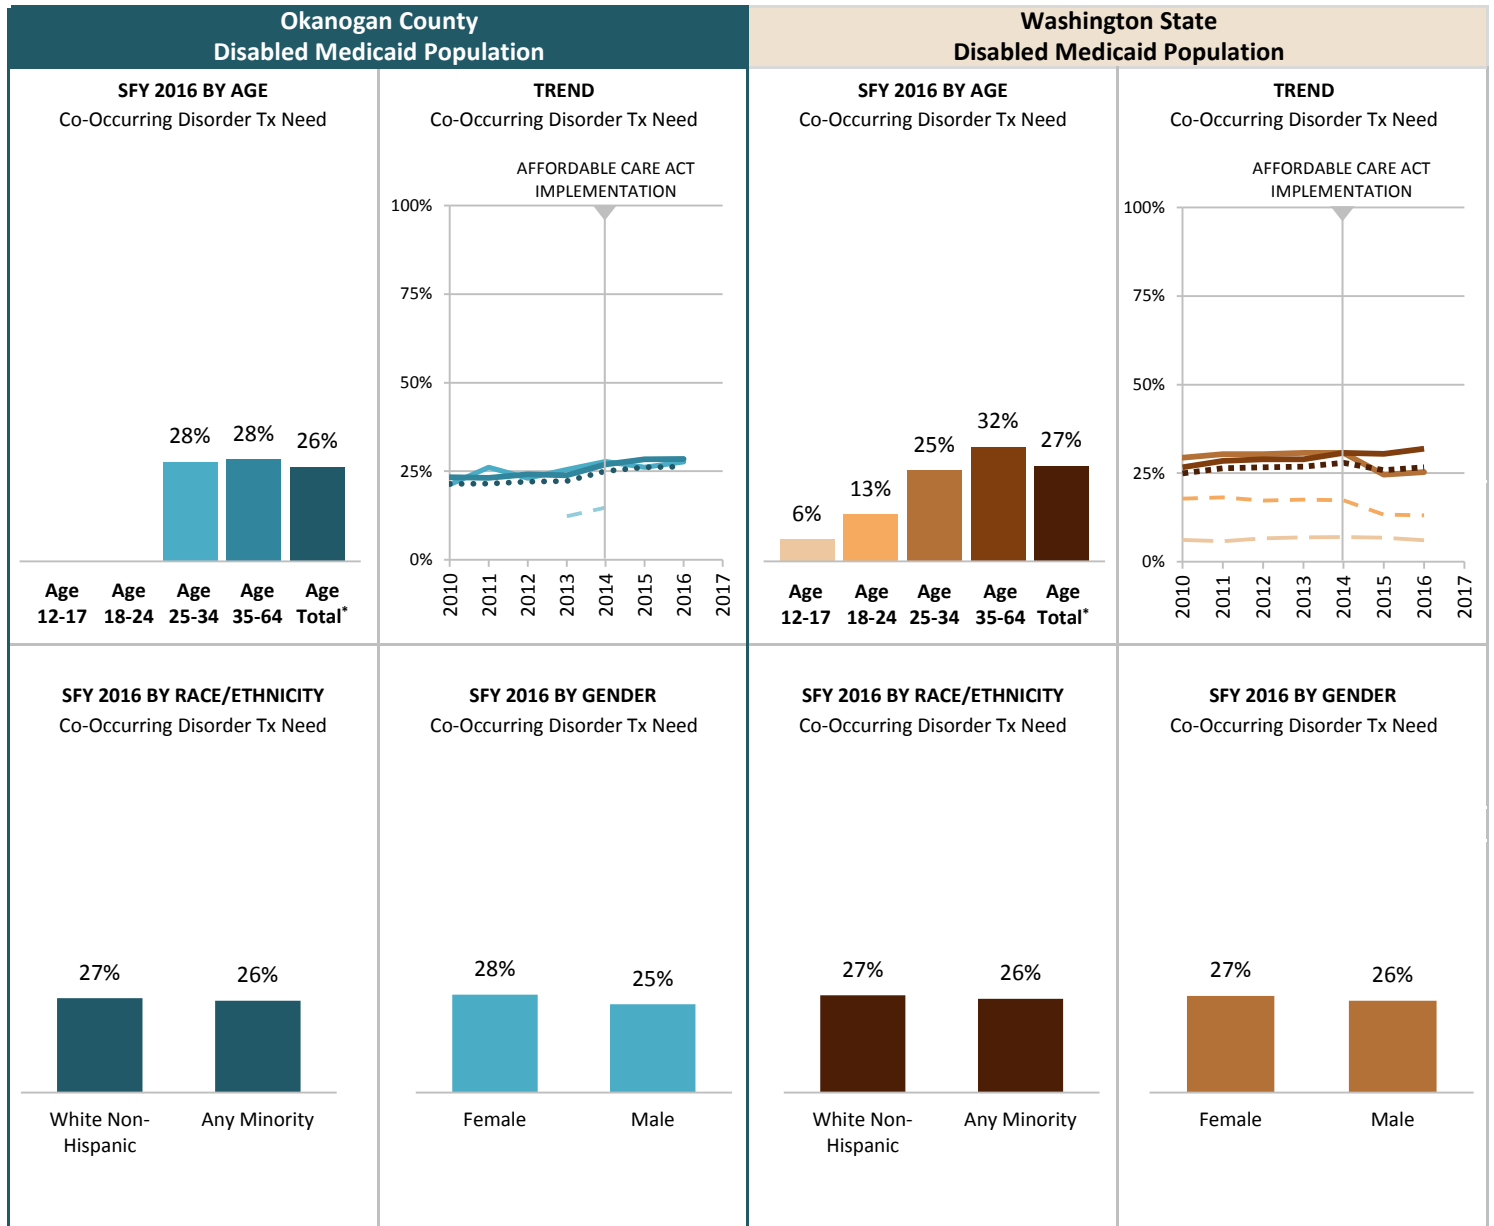 Okanogan County
Disabled Medicaid Population
Washington State
Disabled Medicaid Population
SFY 2016 BY AGE
Co-Occurring Disorder Tx Need
28%
28%
26%
Age 12-17
Age 18-24
Age 25-34
Age 35-64
Age Total*
TREND
Co-Occurring Disorder Tx Need
AFFORDABLE CARE ACT
IMPLEMENTATION
100%
75%
50%
25%
0%
2010
2011
2012
2013
2014
2015
2016
2017
SFY 2016 BY AGE
Co-Occurring Disorder Tx Need
6%
13%
25%
32%
27%
Age 12-17
Age 18-24
Age 25-34
Age 35-64
Age Total*
TREND
Co-Occurring Disorder Tx Need
AFFORDABLE CARE ACT
IMPLEMENTATION
100%
75%
50%
25%
0%
2010
2011
2012
2013
2014
2015
2016
2017
SFY 2016 BY RACE/ETHNICITY
Co-Occurring Disorder Tx Need
27%
26%
White Non-
Hispanic
Any Minority
SFY 2016 BY GENDER
Co-Occurring Disorder Tx Need
28%
25%
Female
Male
SFY 2016 BY RACE/ETHNICITY
Co-Occurring Disorder Tx Need
27%
26%
White Non-
Hispanic
Any Minority
SFY 2016 BY GENDER
Co-Occurring Disorder Tx Need
27%
26%
Female
Male